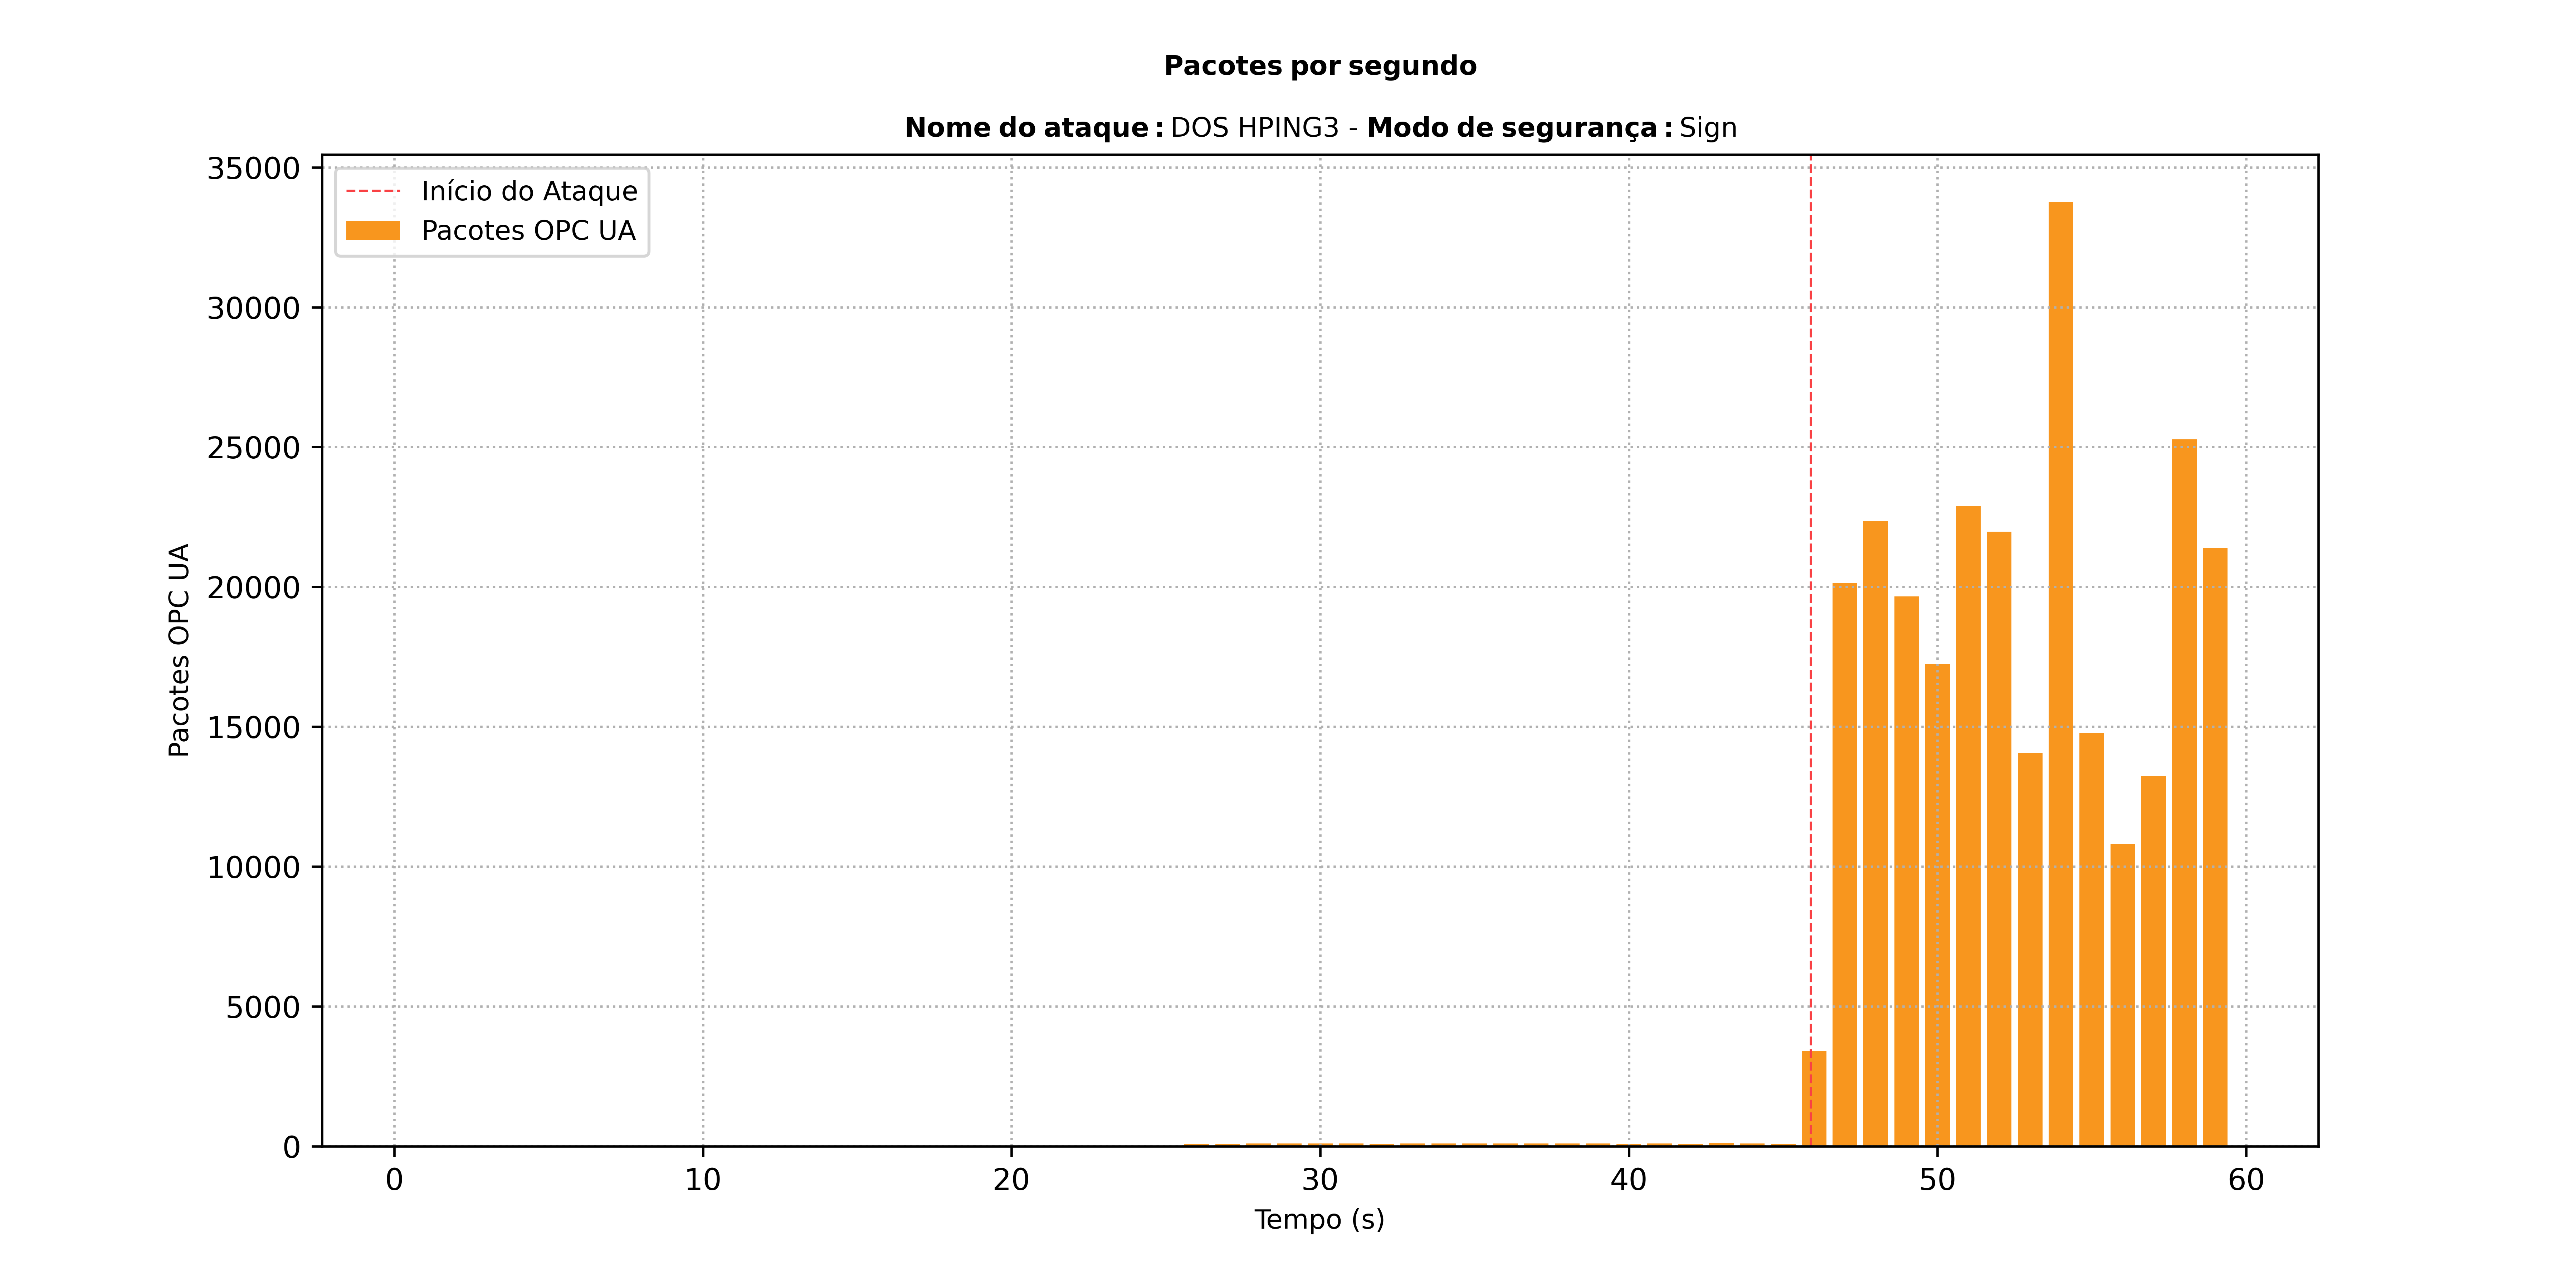 Pacotes por segundo
Nome do ataque: DOS HPING3 - Modo de segurança: Sign
Início do Ataque
Pacotes OPC UA
35000
30000
25000
20000
15000
10000
5000
0
Pacotes OPC UA
0 10 20 30 40 50 60
Tempo (s)